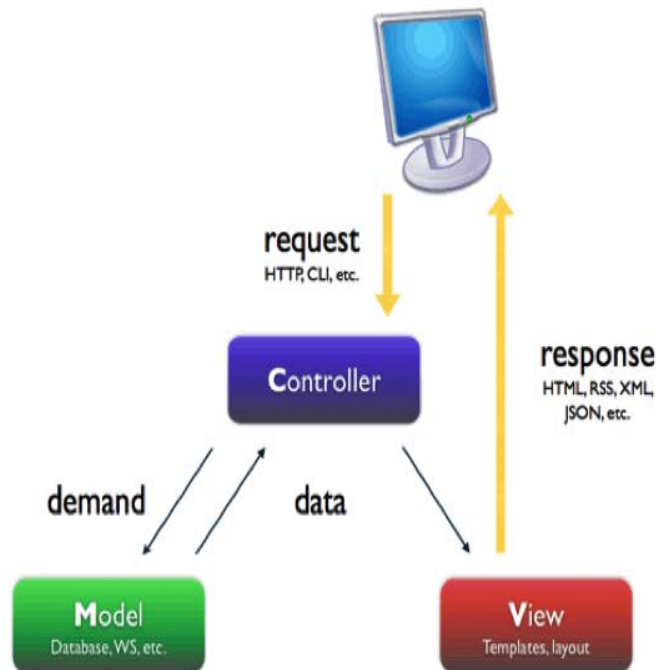 request
HTTP, CLI, etc.
Controller
response
HTML, RSS, XML,
JSON, etc.
demand
data
Model
Database, WS, etc.
View
Templates, layout